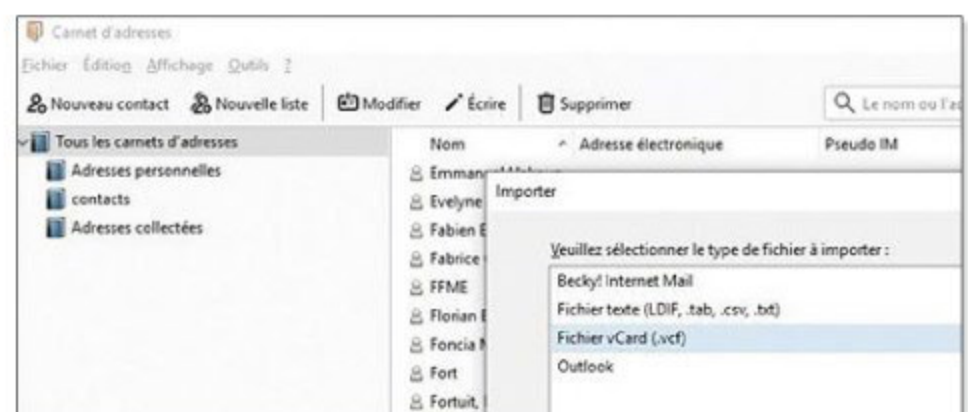 Carnet d'adresses
Fichier Édition Affichage Outils ?
Nouveau contact Nouvelle liste Modifier Écrire Supprimer Le nom ou l'ad
Tous les carnets d'adresses
Adresses personnelles
contacts
Adresses collectées
Nom Adresse électronique Pseudo IM
Evelyne
Fabien
Fabrice
FFME
Florian
Foncia
Fort
Fortuit,
Importer
Veuillez sélectionner le type de fichier à importer :
Becky! Internet Mail
Fichier texte (LDIF, .tab, .csv, .txt)
Fichier vCard (.vcf)
Outlook